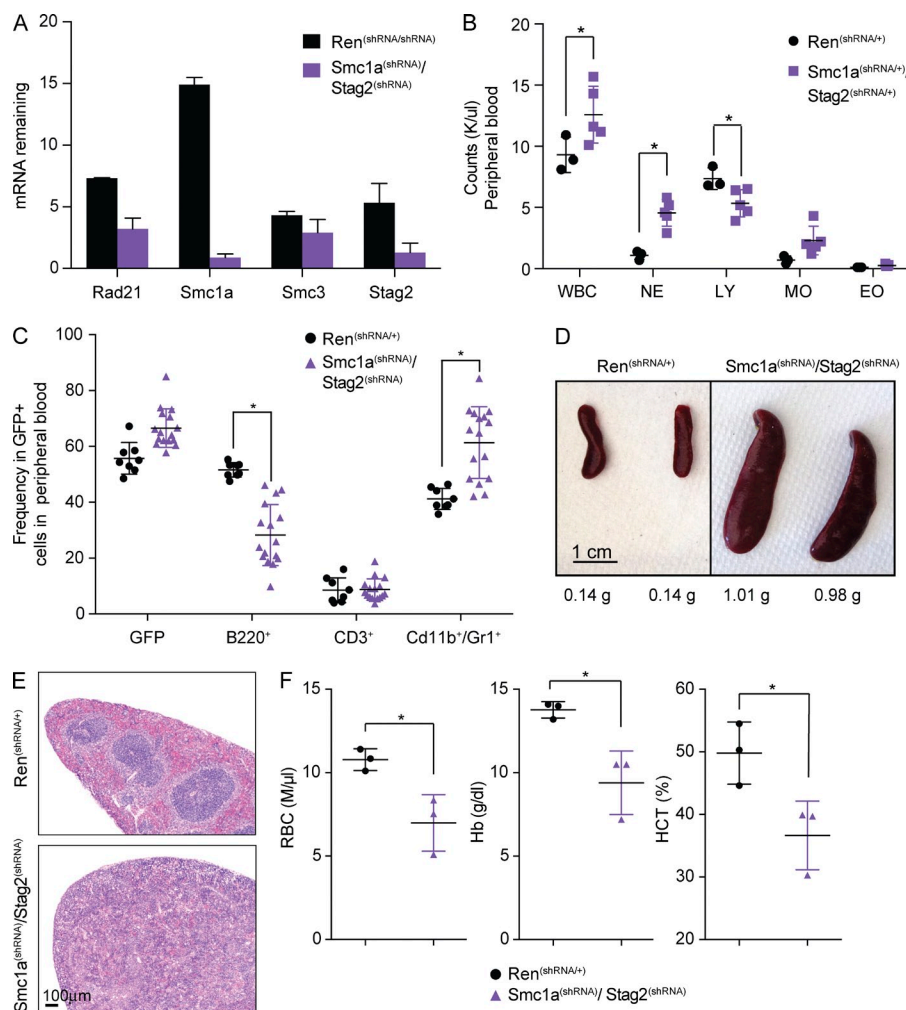 A
20
15
10
5
0
mRNA remaining
Ren(shRNA/shRNA)
Smc1a(shRNA)/
Stag2(shRNA)
Rad21 Smc1a Smc3 Stag2
B
20
15
10
5
0
Counts (K/ul)
Peripheral blood
Ren(shRNA/+)
Smc1a(shRNA/+)
Stag2(shRNA/+)
* * *
WBC NE LY MO EO
C
100
80
60
40
20
0
Frequency in GFP+
cells in peripheral blood
Ren(shRNA/+)
Smc1a(shRNA)/
Stag2(shRNA)
* *
GFP B220+ CD3+ Cd11b+/Gr1+
D
Ren(shRNA/+) Smc1a(shRNA)/Stag2(shRNA)
1 cm
0.14 g 0.14 g 1.01 g 0.98 g
E
Ren(shRNA/+)
Smc1a(shRNA)/Stag2(shRNA)
100µm
F
15
10
5
0
RBC (M/µl)
*
15
10
5
0
Hb (g/dl)
*
60
50
40
30
20
HCT (%)
*
Ren(shRNA/+)
Smc1a(shRNA)/ Stag2(shRNA)